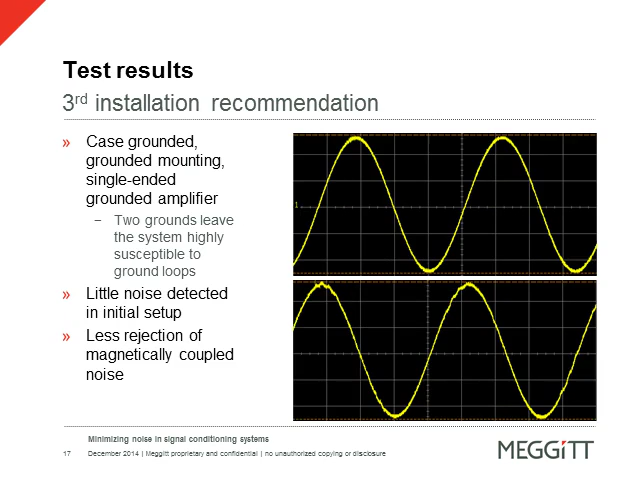 Test results
3rd installation recommendation
» Case grounded,
grounded mounting,
single-ended
grounded amplifier
− Two grounds leave
the system highly
susceptible to
ground loops
» Little noise detected
in initial setup
» Less rejection of
magnetically coupled
noise
1
Minimizing noise in signal conditioning systems
17 December 2014 | Meggitt proprietary and confidential | no unauthorized copying or disclosure
MEGGiTT